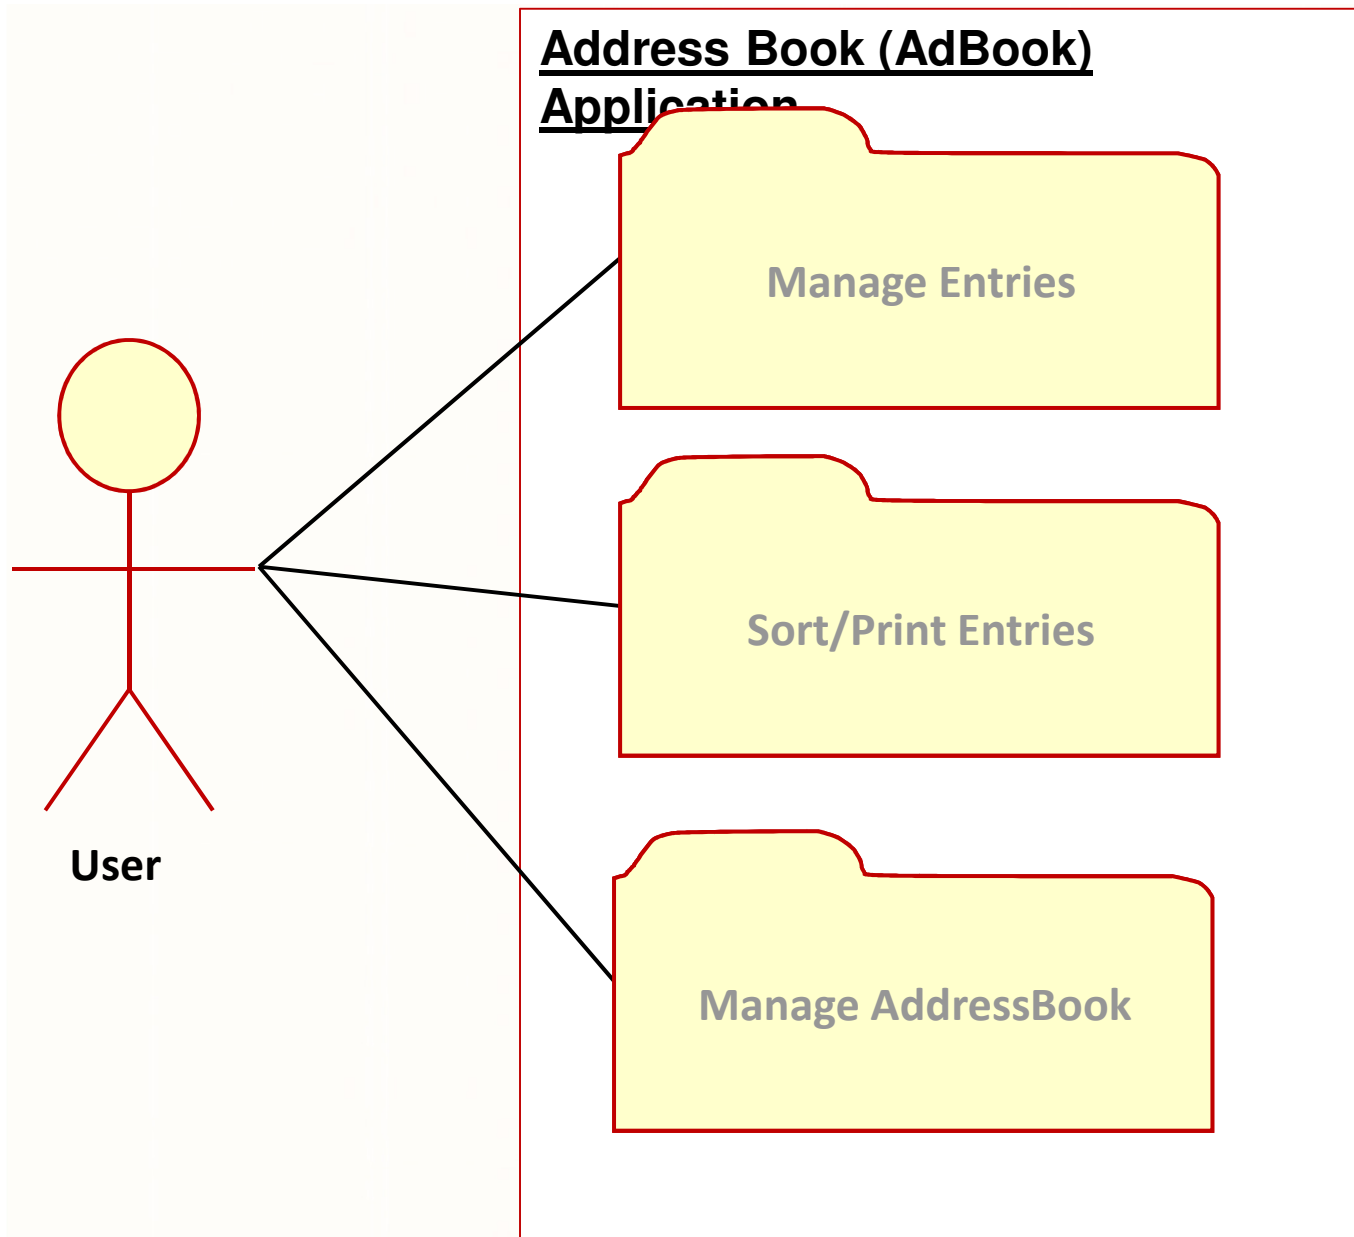 Address Book (AdBook)
Application
Manage Entries
Sort/Print Entries
User
Manage AddressBook